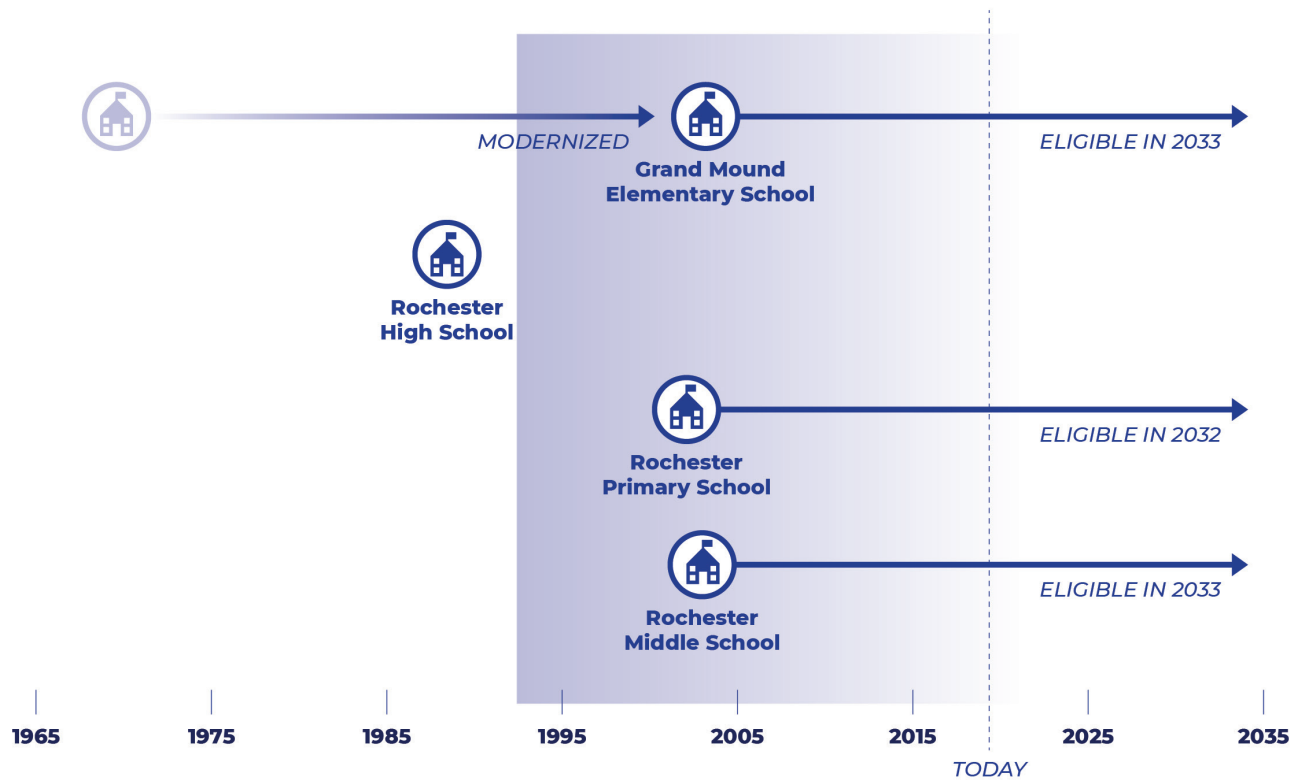 MODERNIZED
Grand Mound
Elementary School
ELIGIBLE IN 2033
Rochester
High School
Rochester
Primary School
ELIGIBLE IN 2032
Rochester
Middle School
ELIGIBLE IN 2033
1965
1975
1985
1995
2005
2015
2025
2035
TODAY